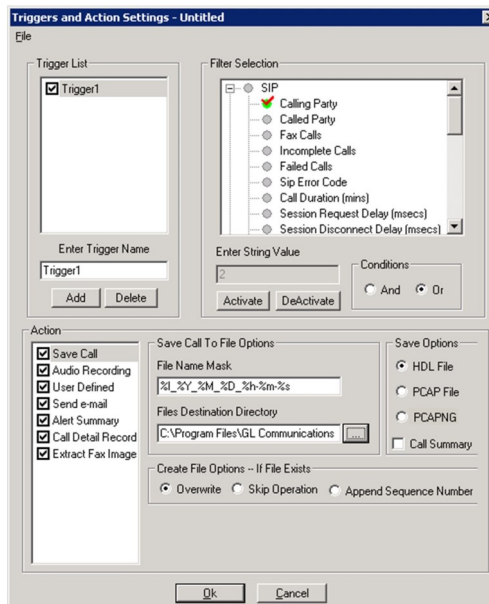 Triggers and Action Settings - Untitled
File
Trigger List
Trigger1
Enter Trigger Name
Trigger1
Add Delete
Filter Selection
SIP
Calling Party
Called Party
Fax Calls
Incomplete Calls
Failed Calls
Sip Error Code
Call Duration (mins)
Session Request Delay (msecs)
Session Disconnect Delay (msecs)
Enter String Value
2
Activate DeActivate
Conditions
And Or
Action
Save Call
Audio Recording
User Defined
Send e-mail
Alert Summary
Call Detail Record
Extract Fax Image
Save Call To File Options
File Name Mask
%I_%Y_%M_%D_%h-%m-%s
Files Destination Directory
C:\Program Files\GL Communications
...
Save Options
HDL File
PCAP File
PCAPNG
Call Summary
Create File Options -- If File Exists
Overwrite Skip Operation Append Sequence Number
Ok Cancel